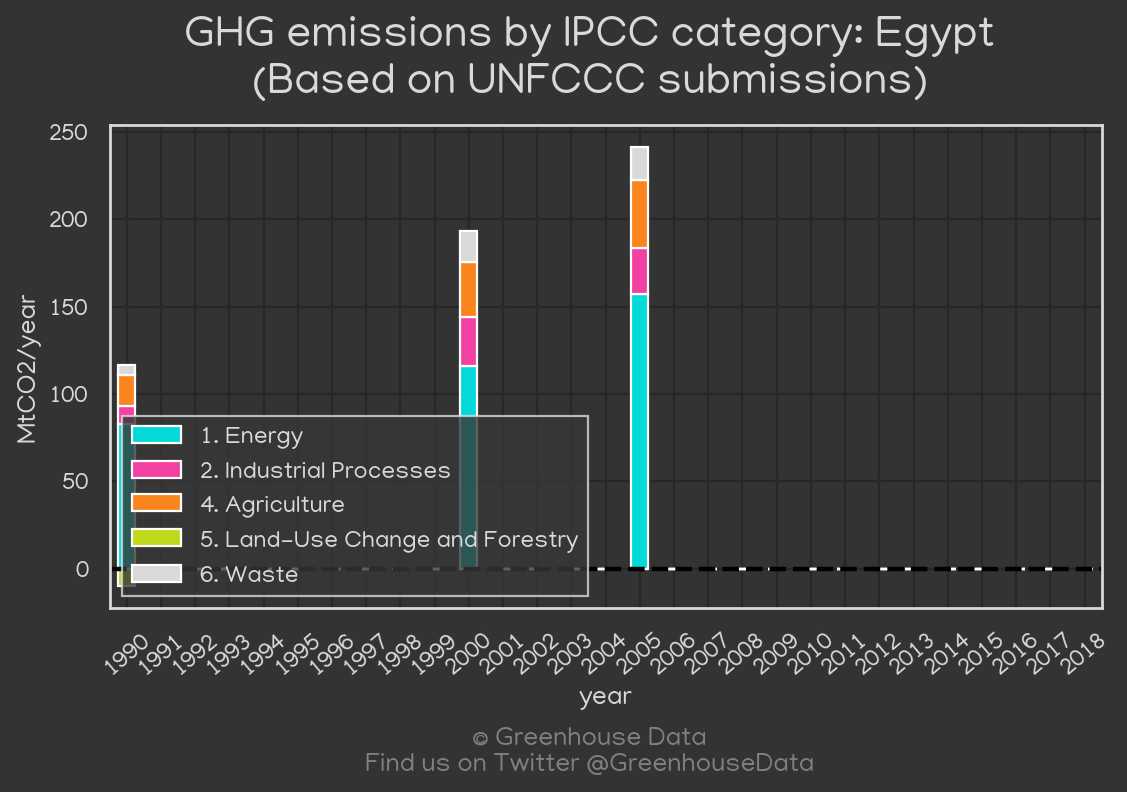 GHG emissions by IPCC category: Egypt
(Based on UNFCCC submissions)
250
200
150
100
50
0
MtCO2/year
1. Energy
2. Industrial Processes
4. Agriculture
5. Land-Use Change and Forestry
6. Waste
1990 1991 1992 1993 1994 1995 1996 1997 1998 1999 2000 2001 2002 2003 2004 2005 2006 2007 2008 2009 2010 2011 2012 2013 2014 2015 2016 2017 2018
year
© Greenhouse Data
Find us on Twitter @GreenhouseData